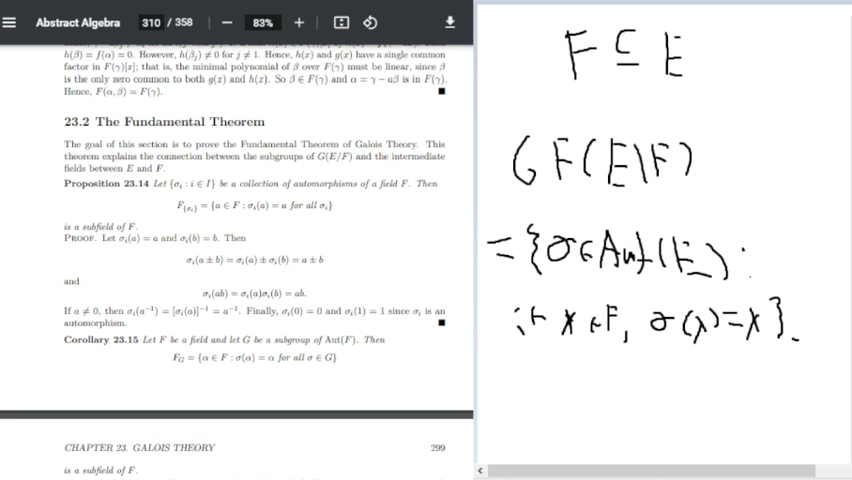 Abstract Algebra 310 / 358 − 83% +
h(β) = f(α) = 0. However, h(βj) ≠ 0 for j ≠ 1. Hence, h(x) and g(x) have a single common
factor in F(γ)[x]; that is, the minimal polynomial of β over F(γ) must be linear, since β
is the only zero common to both g(x) and h(x). So β ∈ F(γ) and α = γ − aβ is in F(γ).
Hence, F(α, β) = F(γ). ■
23.2 The Fundamental Theorem
The goal of this section is to prove the Fundamental Theorem of Galois Theory. This
theorem explains the connection between the subgroups of G(E/F) and the intermediate
fields between E and F.
Proposition 23.14 Let {σi : i ∈ I} be a collection of automorphisms of a field F. Then
F{σi} = {a ∈ F : σi(a) = a for all σi}
is a subfield of F.
PROOF. Let σi(a) = a and σi(b) = b. Then
σi(a ± b) = σi(a) ± σi(b) = a ± b
and
σi(ab) = σi(a)σi(b) = ab.
If a ≠ 0, then σi(a⁻¹) = [σi(a)]⁻¹ = a⁻¹. Finally, σi(0) = 0 and σi(1) = 1 since σi is an
automorphism. ■
Corollary 23.15 Let F be a field and let G be a subgroup of Aut(F). Then
FG = {α ∈ F : σ(α) = α for all σ ∈ G}
CHAPTER 23. GALOIS THEORY 299
is a subfield of F.
F ⊆ E
GF(E\F)
= {σ ∈ Aut(E) :
if x ∈ F, σ(x) = x}.